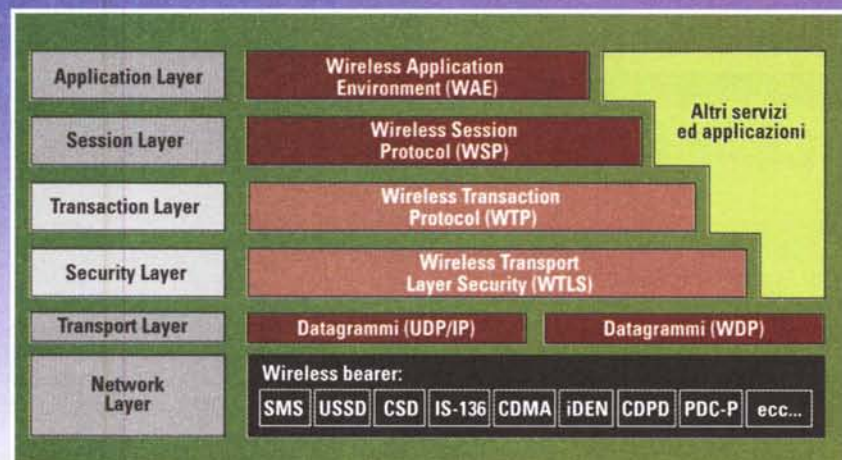 Application Layer
Wireless Application
Environment (WAE)
Altri servizi
ed applicazioni
Session Layer
Wireless Session
Protocol (WSP)
Transaction Layer
Wireless Transaction
Protocol (WTP)
Security Layer
Wireless Transport
Layer Security (WTLS)
Transport Layer
Datagrammi (UDP/IP)
Datagrammi (WDP)
Network
Layer
Wireless bearer:
SMS USSD CSD IS-136 CDMA iDEN CDPD PDC-P ecc...